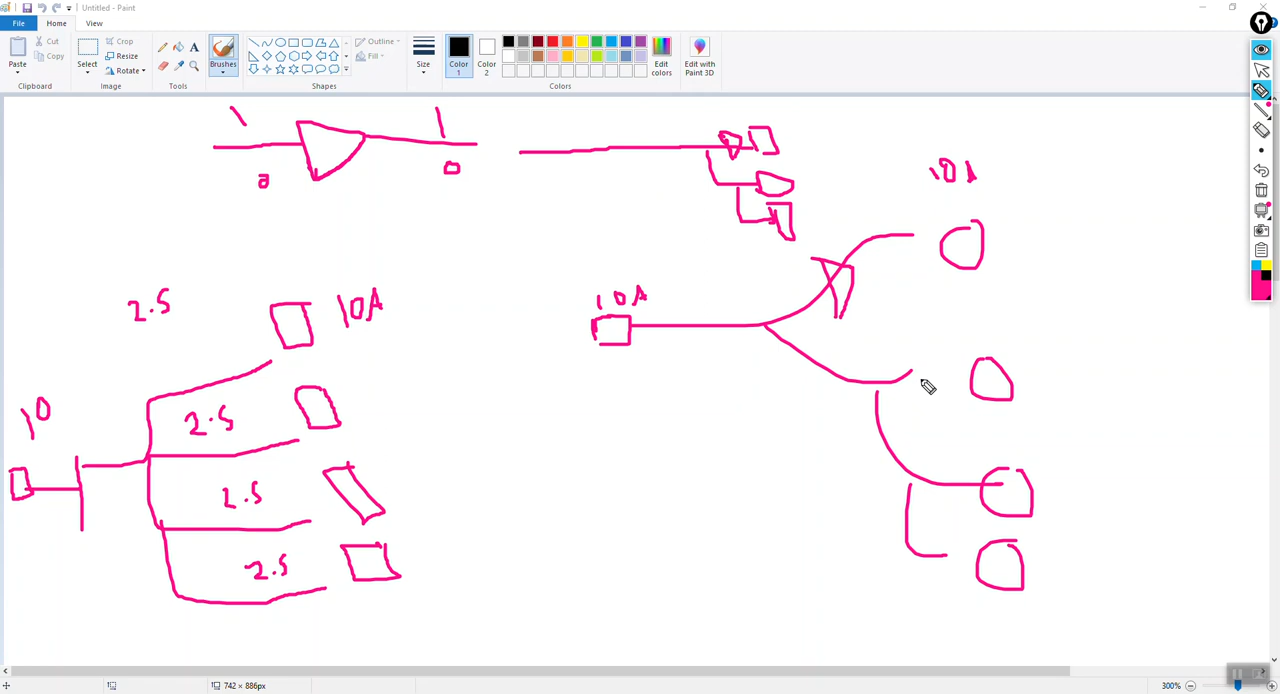 Untitled - Paint
File Home View
Paste
Cut
Copy
Clipboard
Select
Crop
Resize
Rotate
Image
A
Tools
Brushes
Shapes
Outline
Fill
Size
Color 1
Color 2
Edit colors
Edit with Paint 3D
Colors
0
0
10A
10A
2.5
10A
10
2.5
2.5
2.5
742 × 886px
300%